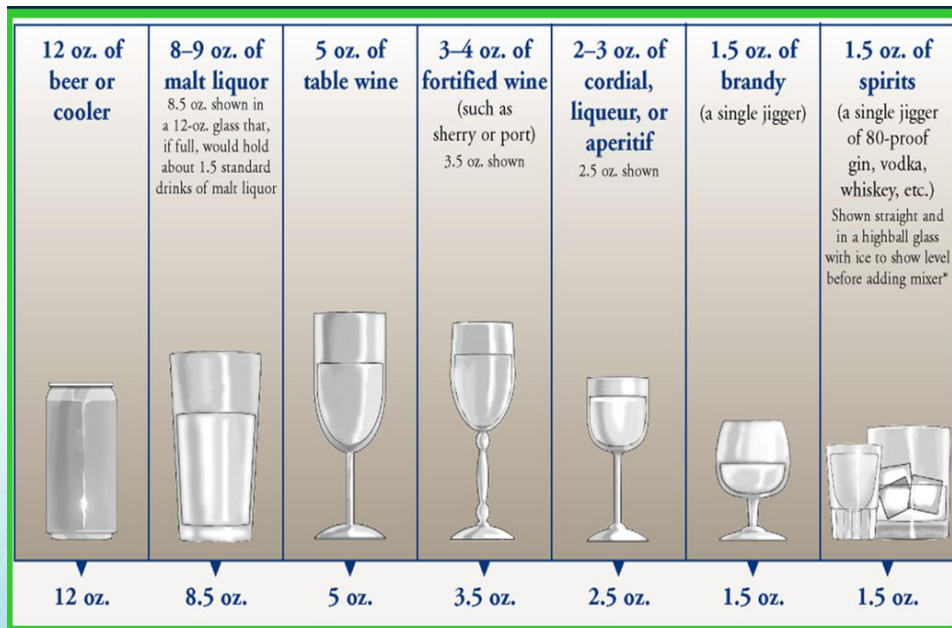 12 oz. of
beer or
cooler
8–9 oz. of
malt liquor
8.5 oz. shown in
a 12-oz. glass that,
if full, would hold
about 1.5 standard
drinks of malt liquor
5 oz. of
table wine
3–4 oz. of
fortified wine
(such as
sherry or port)
3.5 oz. shown
2–3 oz. of
cordial,
liqueur, or
aperitif
2.5 oz. shown
1.5 oz. of
brandy
(a single jigger)
1.5 oz. of
spirits
(a single jigger
of 80-proof
gin, vodka,
whiskey, etc.)
Shown straight and
in a highball glass
with ice to show level
before adding mixer*
12 oz.
8.5 oz.
5 oz.
3.5 oz.
2.5 oz.
1.5 oz.
1.5 oz.